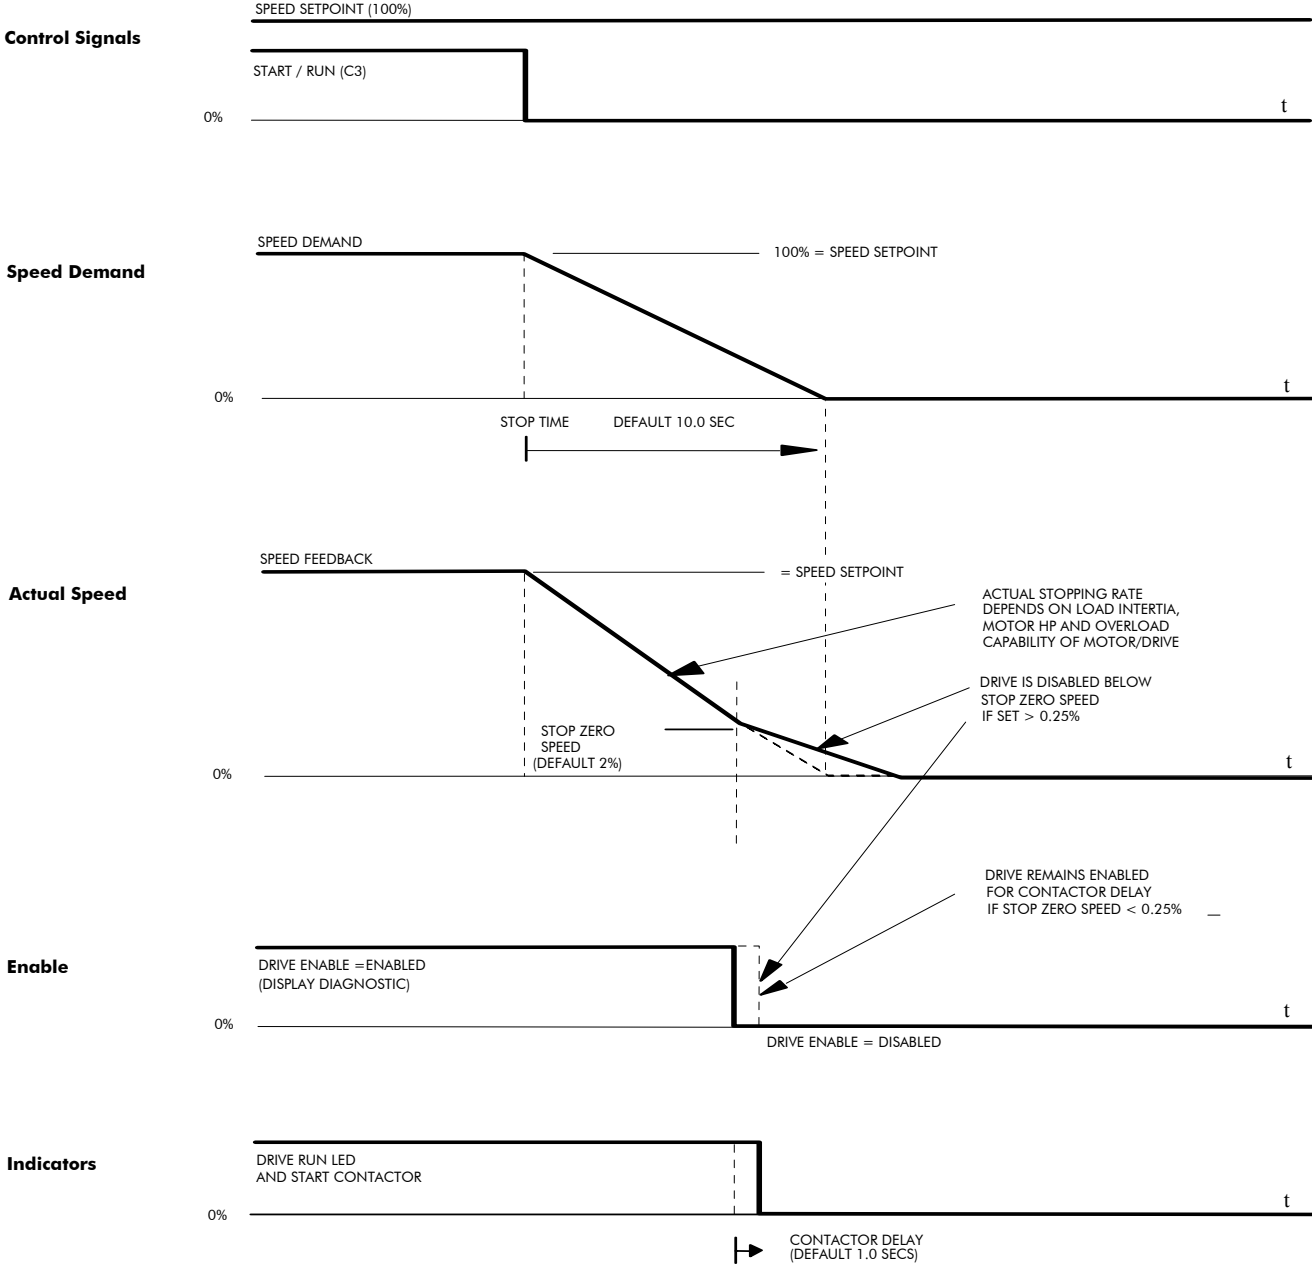 SPEED SETPOINT (100%)
Control Signals
START / RUN (C3)
t
0%
SPEED DEMAND
100% = SPEED SETPOINT
Speed Demand
t
0%
STOP TIME DEFAULT 10.0 SEC
SPEED FEEDBACK
= SPEED SETPOINT
Actual Speed
ACTUAL STOPPING RATE
DEPENDS ON LOAD INTERTIA,
MOTOR HP AND OVERLOAD
CAPABILITY OF MOTOR/DRIVE
DRIVE IS DISABLED BELOW
STOP ZERO SPEED
IF SET > 0.25%
STOP ZERO
SPEED
(DEFAULT 2%)
t
0%
DRIVE REMAINS ENABLED
FOR CONTACTOR DELAY
IF STOP ZERO SPEED < 0.25%
Enable
DRIVE ENABLE =ENABLED
(DISPLAY DIAGNOSTIC)
t
0%
DRIVE ENABLE = DISABLED
Indicators
DRIVE RUN LED
AND START CONTACTOR
t
0%
CONTACTOR DELAY
(DEFAULT 1.0 SECS)